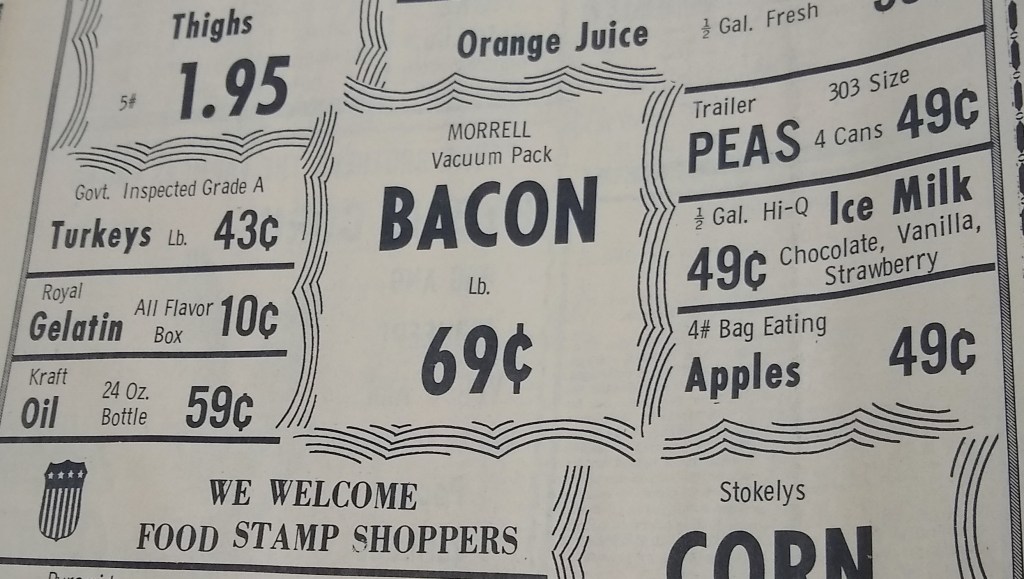 Thighs
5# 1.95
Orange Juice ½ Gal. Fresh
Govt. Inspected Grade A
Turkeys Lb. 43¢
Royal
Gelatin All Flavor Box 10¢
Kraft
Oil 24 Oz. Bottle 59¢
MORRELL
Vacuum Pack
BACON
Lb.
69¢
Trailer 303 Size
PEAS 4 Cans 49¢
½ Gal. Hi-Q Ice Milk
49¢ Chocolate, Vanilla,
Strawberry
4# Bag Eating
Apples 49¢
WE WELCOME
FOOD STAMP SHOPPERS
Stokelys
CORN